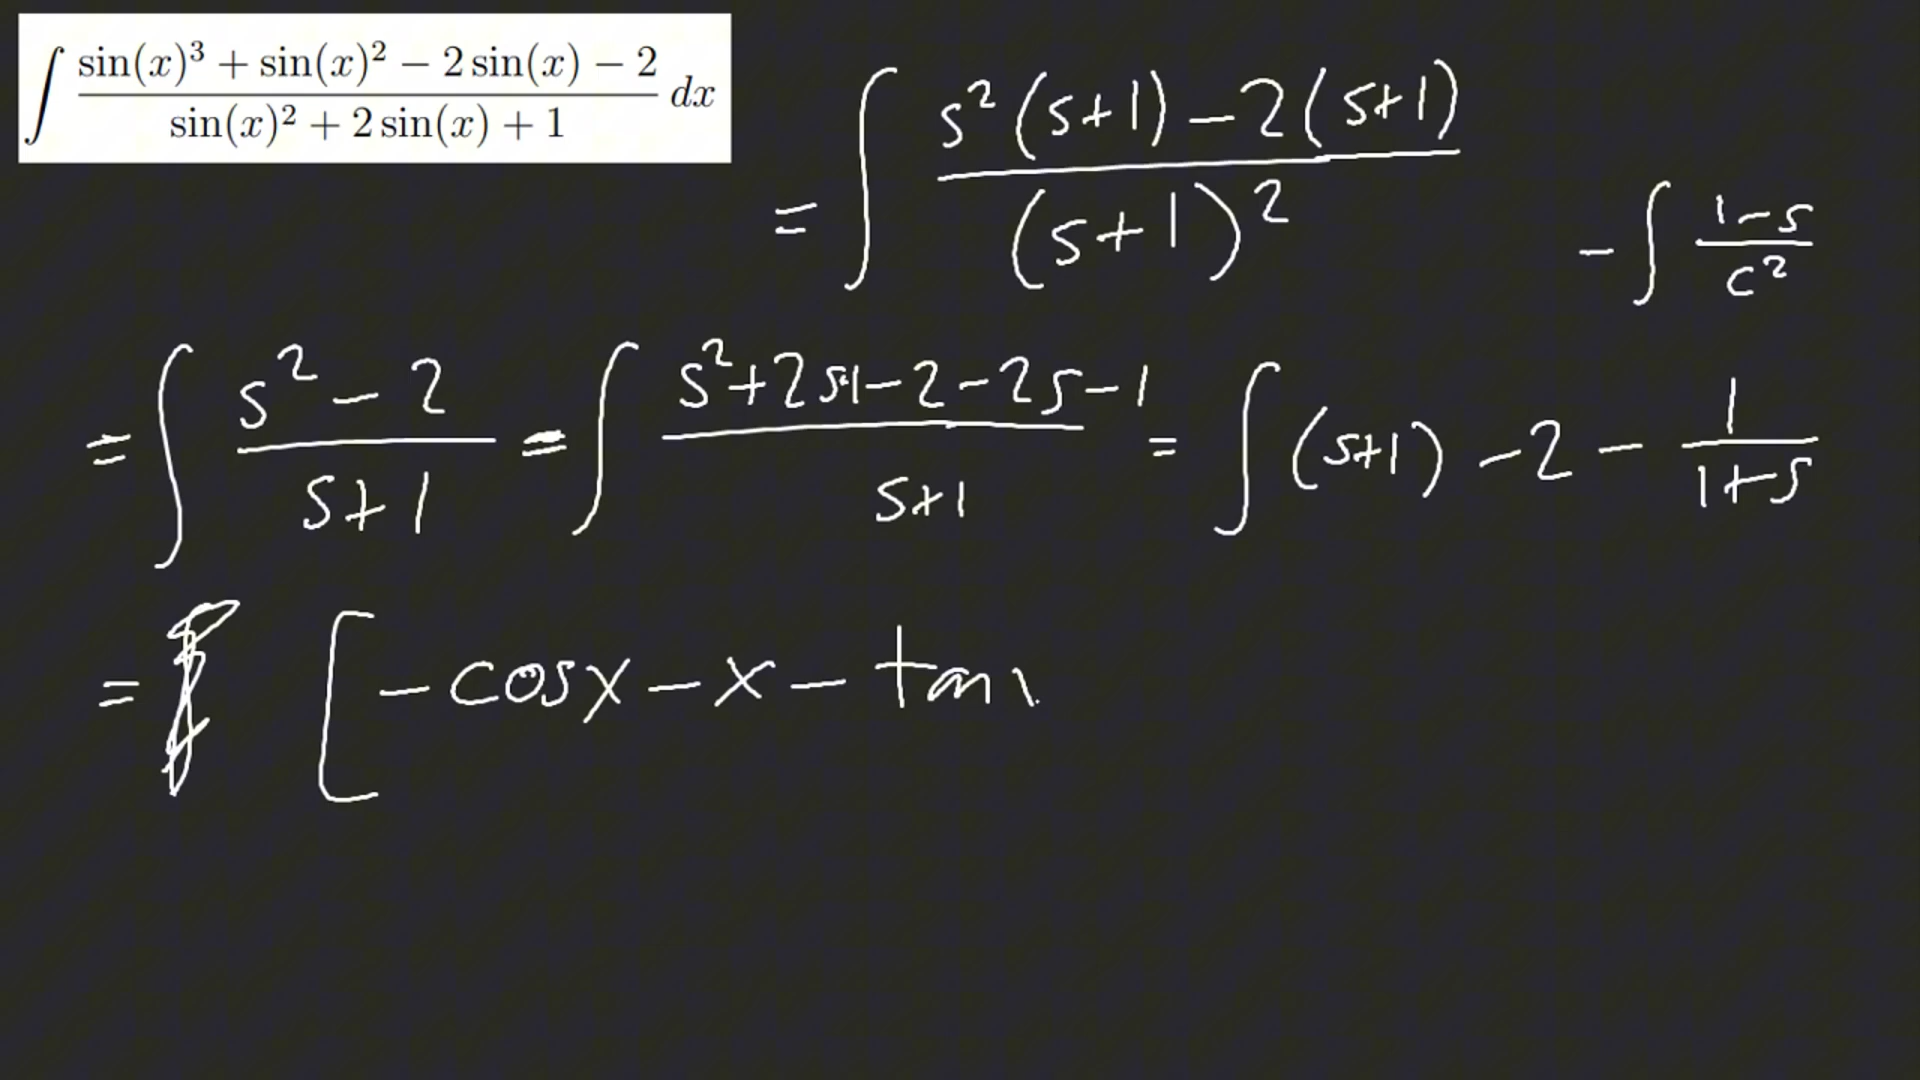 ∫ (sin(x)³ + sin(x)² − 2 sin(x) − 2) / (sin(x)² + 2 sin(x) + 1) dx
= ∫ (s²(s+1) − 2(s+1)) / (s+1)²
− ∫ (1−s) / c²
= ∫ (s² − 2) / (s+1) = ∫ (s²+2s+1−2−2s−1) / (s+1) = ∫ (s+1) − 2 − 1 / (1+s)
= [ −cosx − x − tan